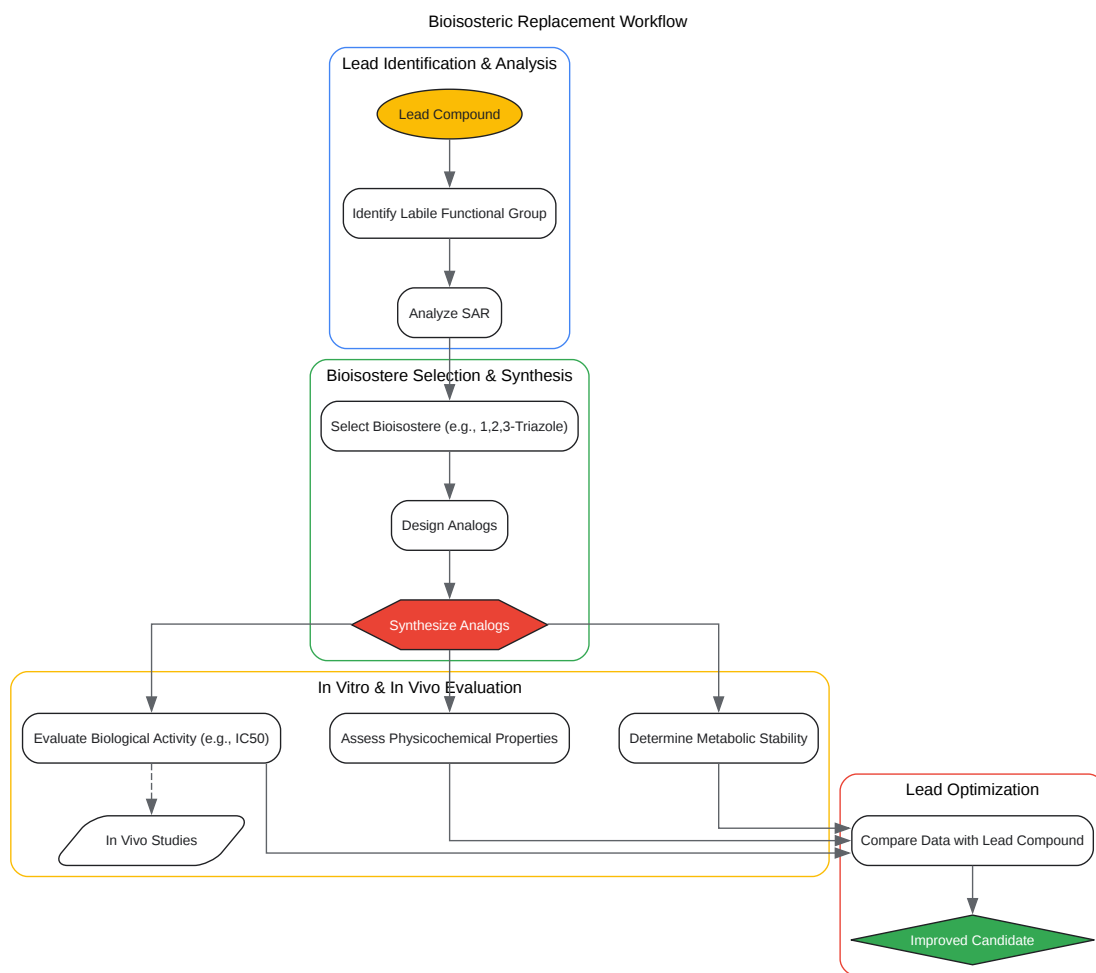 Bioisosteric Replacement Workflow
Lead Identification & Analysis
Lead Compound
Identify Labile Functional Group
Analyze SAR
Bioisostere Selection & Synthesis
Select Bioisostere (e.g., 1,2,3-Triazole)
Design Analogs
Synthesize Analogs
In Vitro & In Vivo Evaluation
Evaluate Biological Activity (e.g., IC50)
Assess Physicochemical Properties
Determine Metabolic Stability
In Vivo Studies
Lead Optimization
Compare Data with Lead Compound
Improved Candidate